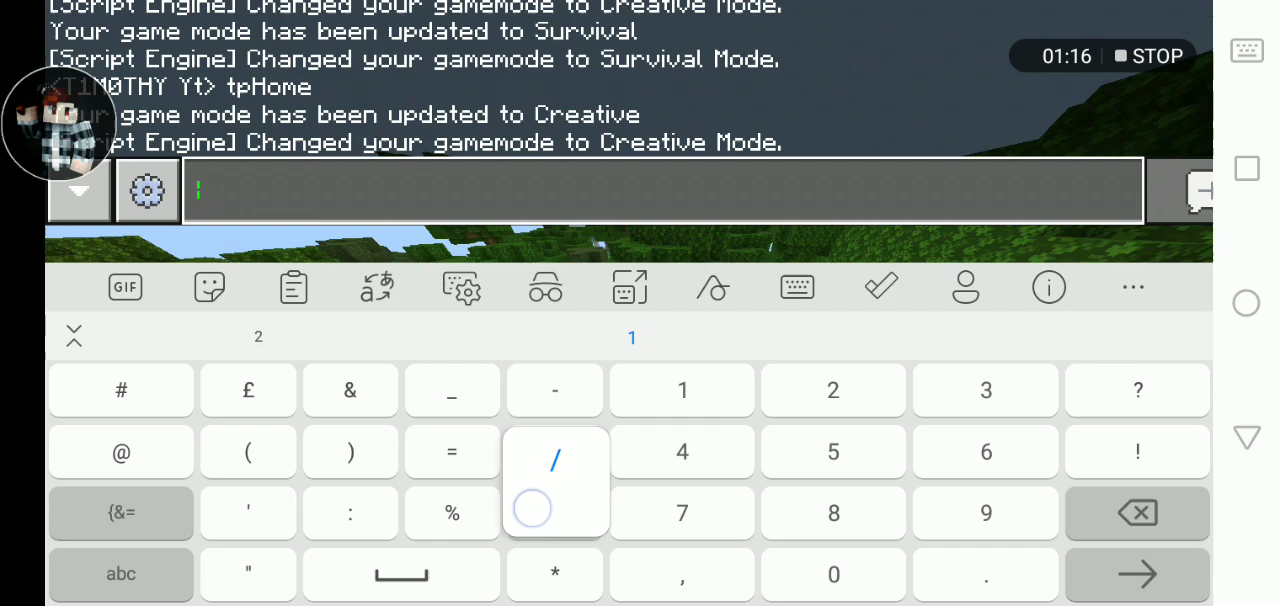 [Script Engine] Changed your gamemode to Creative Mode.
Your game mode has been updated to Survival
[Script Engine] Changed your gamemode to Survival Mode.
<T1M0THY Yt> tpHome
game mode has been updated to Creative
Engine] Changed your gamemode to Creative Mode.
01:16 STOP
GIF
2 1
# £ & _ - 1 2 3 ?
@ ( ) = / 4 5 6 !
{&= ' : % 7 8 9
abc " * , 0 .